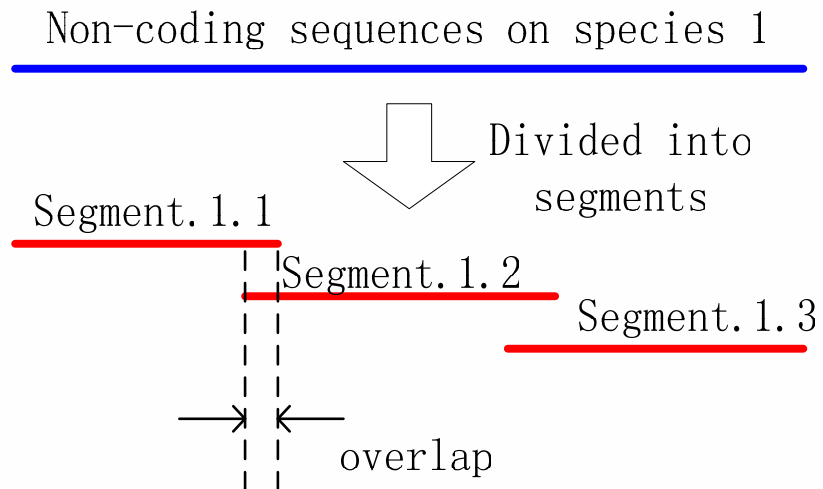 Non-coding sequences on species 1
Divided into
segments
Segment.1.1
Segment.1.2
Segment.1.3
overlap